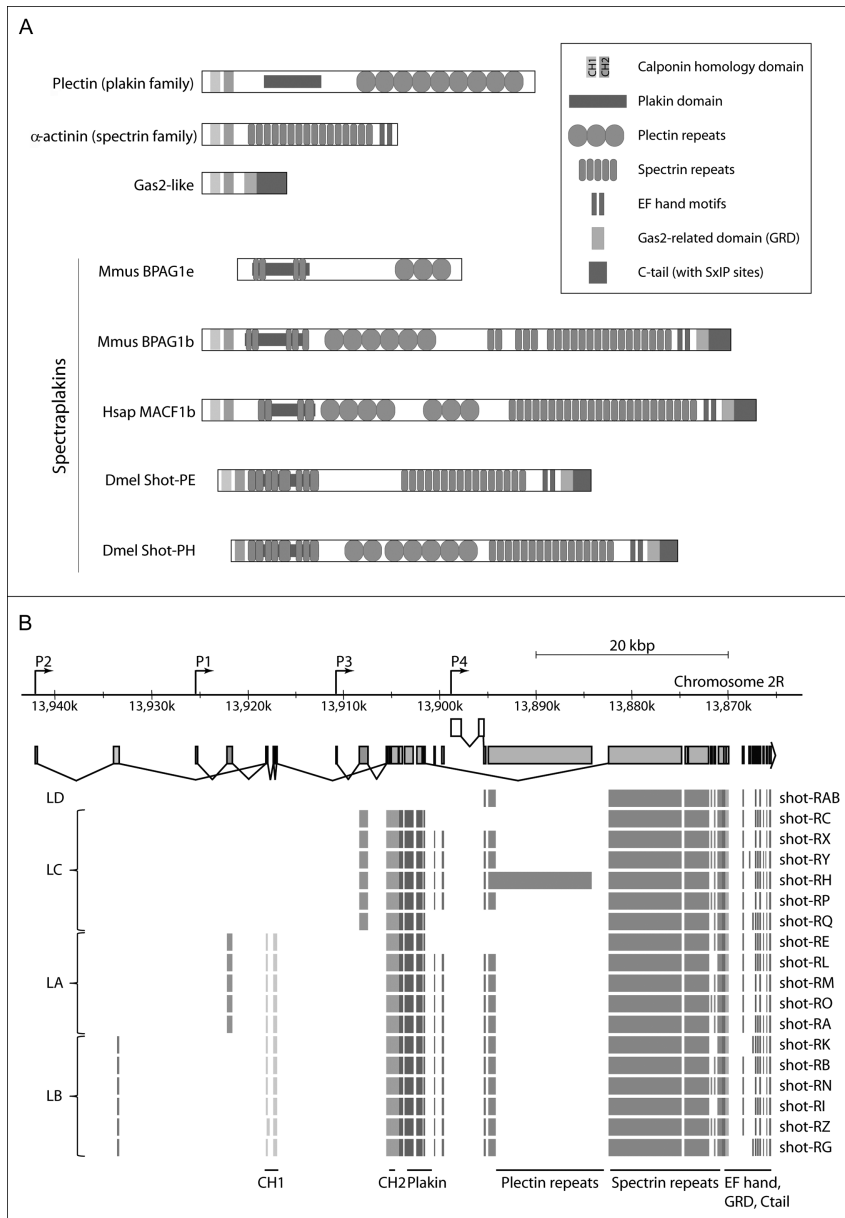 A
Plectin (plakin family)
α-actinin (spectrin family)
Gas2-like
Spectraplakins
Mmus BPAG1e
Mmus BPAG1b
Hsap MACF1b
Dmel Shot-PE
Dmel Shot-PH
CH1
CH2
Calponin homology domain
Plakin domain
Plectin repeats
Spectrin repeats
EF hand motifs
Gas2-related domain (GRD)
C-tail (with SxIP sites)
B
20 kbp
P2
P1
P3
P4
Chromosome 2R
13,940k
13,930k
13,920k
13,910k
13,900k
13,890k
13,880k
13,870k
LD
LC
LA
LB
shot-RAB
shot-RC
shot-RX
shot-RY
shot-RH
shot-RP
shot-RQ
shot-RE
shot-RL
shot-RM
shot-RO
shot-RA
shot-RK
shot-RB
shot-RN
shot-RI
shot-RZ
shot-RG
CH1
CH2
Plakin
Plectin repeats
Spectrin repeats
EF hand,
GRD, Ctail